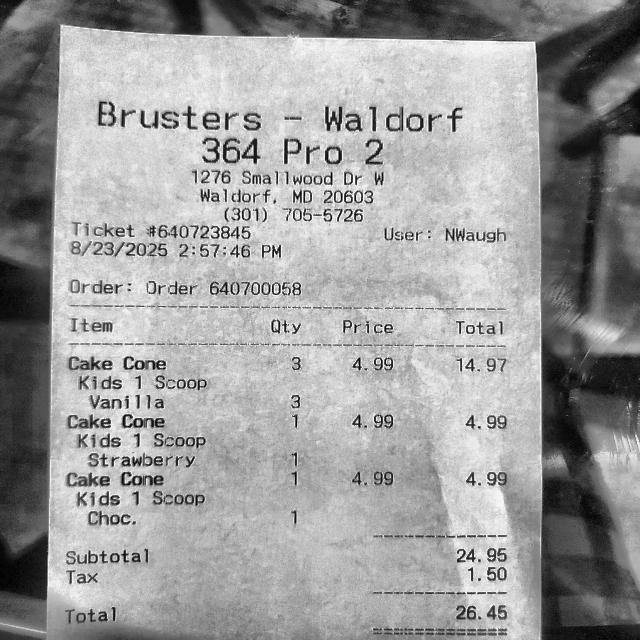 Brusters - Waldorf
364 Pro 2
1276 Smallwood Dr W
Waldorf, MD 20603
(301) 705-5726
Ticket #640723845 User: NWaugh
8/23/2025 2:57:46 PM
Order: Order 640700058
Item Qty Price Total
Cake Cone 3 4.99 14.97
Kids 1 Scoop
Vanilla 3
Cake Cone 1 4.99 4.99
Kids 1 Scoop
Strawberry 1
Cake Cone 1 4.99 4.99
Kids 1 Scoop
Choc. 1
Subtotal 24.95
Tax 1.50
Total 26.45